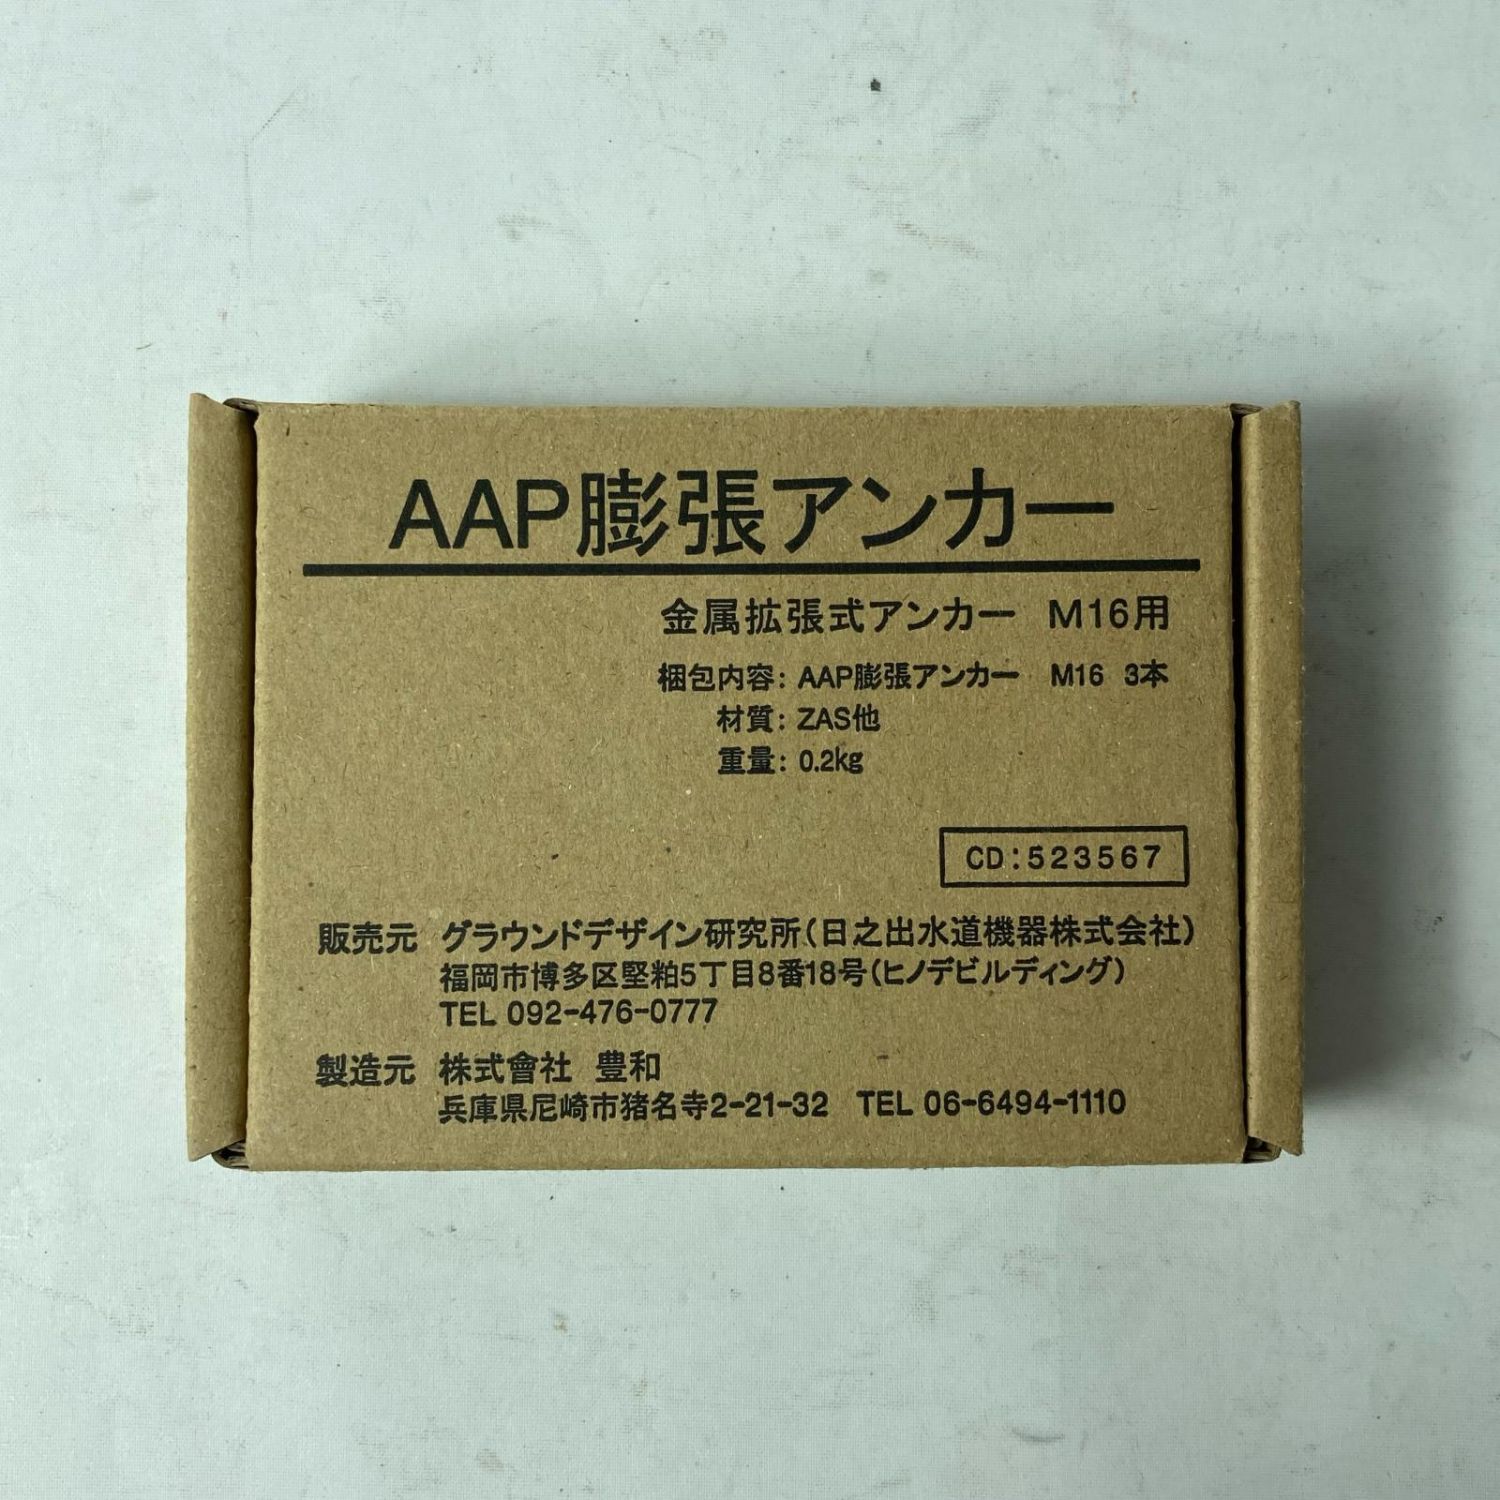 AAP膨張アンカー
金属拡張式アンカー M16用
梱包内容: AAP膨張アンカー M16 3本
材質: ZAS他
重量: 0.2kg
CD:523567
販売元 グラウンドデザイン研究所(日之出水道機器株式会社)
福岡市博多区堅粕5丁目8番18号(ヒノデビルディング)
TEL 092-476-0777
製造元 株式會社 豊和
兵庫県尼崎市猪名寺2-21-32 TEL 06-6494-1110